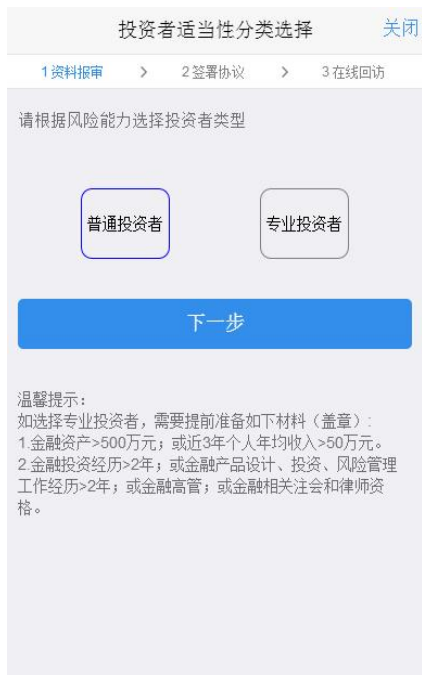 投资者适当性分类选择 关闭
1 资料报审 > 2 签署协议 > 3 在线回访
请根据风险能力选择投资者类型
普通投资者 专业投资者
下一步
温馨提示：
如选择专业投资者，需要提前准备如下材料（盖章）：
1.金融资产>500万元；或近3年个人年均收入>50万元。
2.金融投资经历>2年；或金融产品设计、投资、风险管理
工作经历>2年；或金融高管；或金融相关注会和律师资
格。